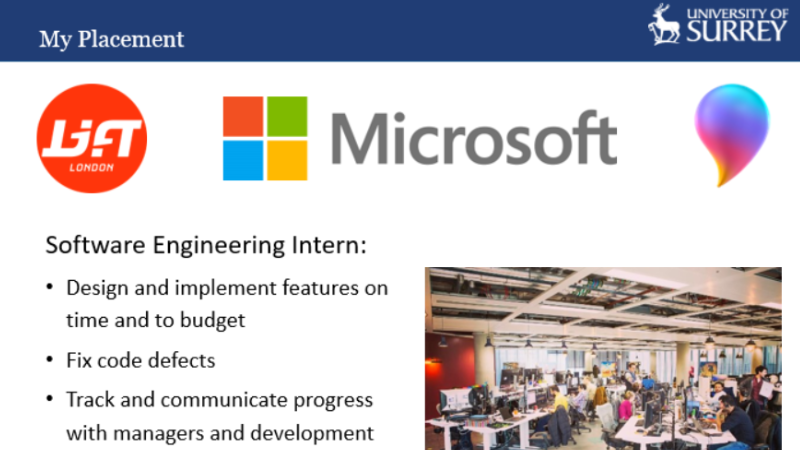 My Placement
UNIVERSITY OF
SURREY
LIFT
LONDON
Microsoft
Software Engineering Intern:
• Design and implement features on
time and to budget
• Fix code defects
• Track and communicate progress
with managers and development